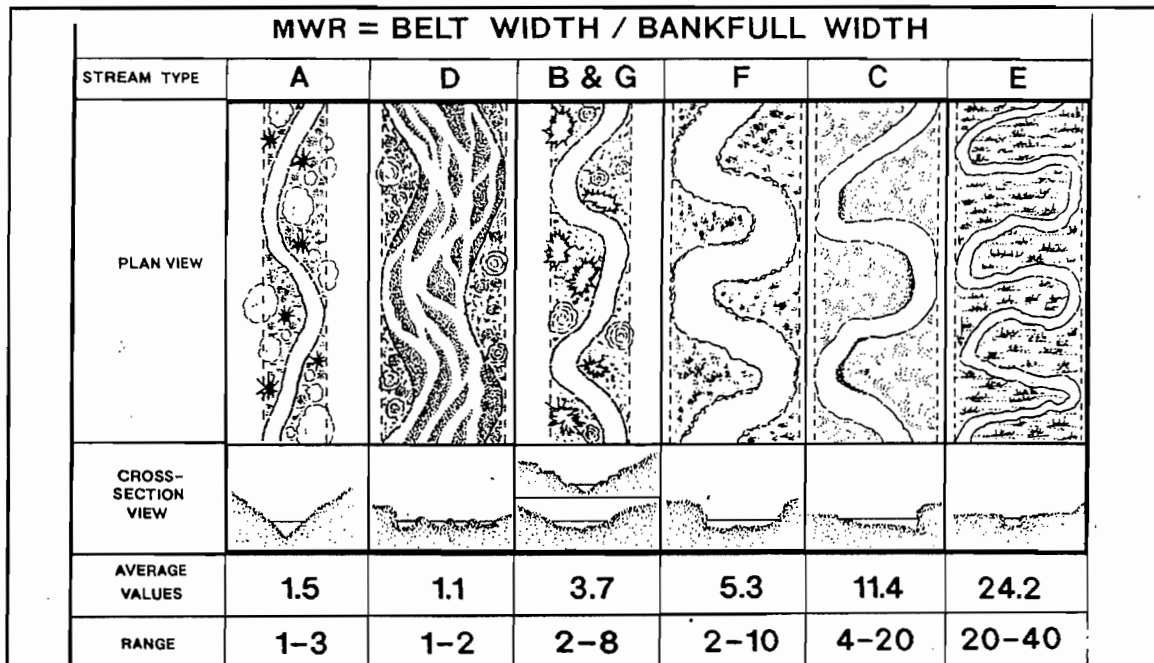 MWR = BELT WIDTH / BANKFULL WIDTH
STREAM TYPE A D B & G F C E
PLAN VIEW
CROSS-
SECTION
VIEW
AVERAGE
VALUES 1.5 1.1 3.7 5.3 11.4 24.2
RANGE 1–3 1–2 2–8 2–10 4–20 20–40